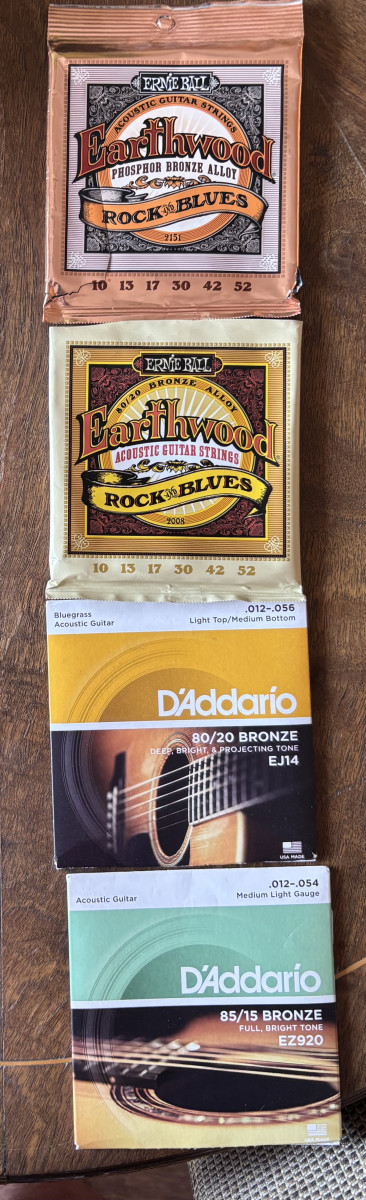 ERNIE BALL
ACOUSTIC GUITAR STRINGS
Earthwood
PHOSPHOR BRONZE ALLOY
ROCK and BLUES
2151
10 13 17 30 42 52
ERNIE BALL
80/20 BRONZE ALLOY
Earthwood
ACOUSTIC GUITAR STRINGS
ROCK and BLUES
2008
10 13 17 30 42 52
Bluegrass .012–.056
Acoustic Guitar Light Top/Medium Bottom
D'Addario
80/20 BRONZE
DEEP, BRIGHT, & PROJECTING TONE
EJ14
USA MADE
.012–.054
Acoustic Guitar Medium Light Gauge
D'Addario
85/15 BRONZE
FULL, BRIGHT TONE
EZ920
USA MADE